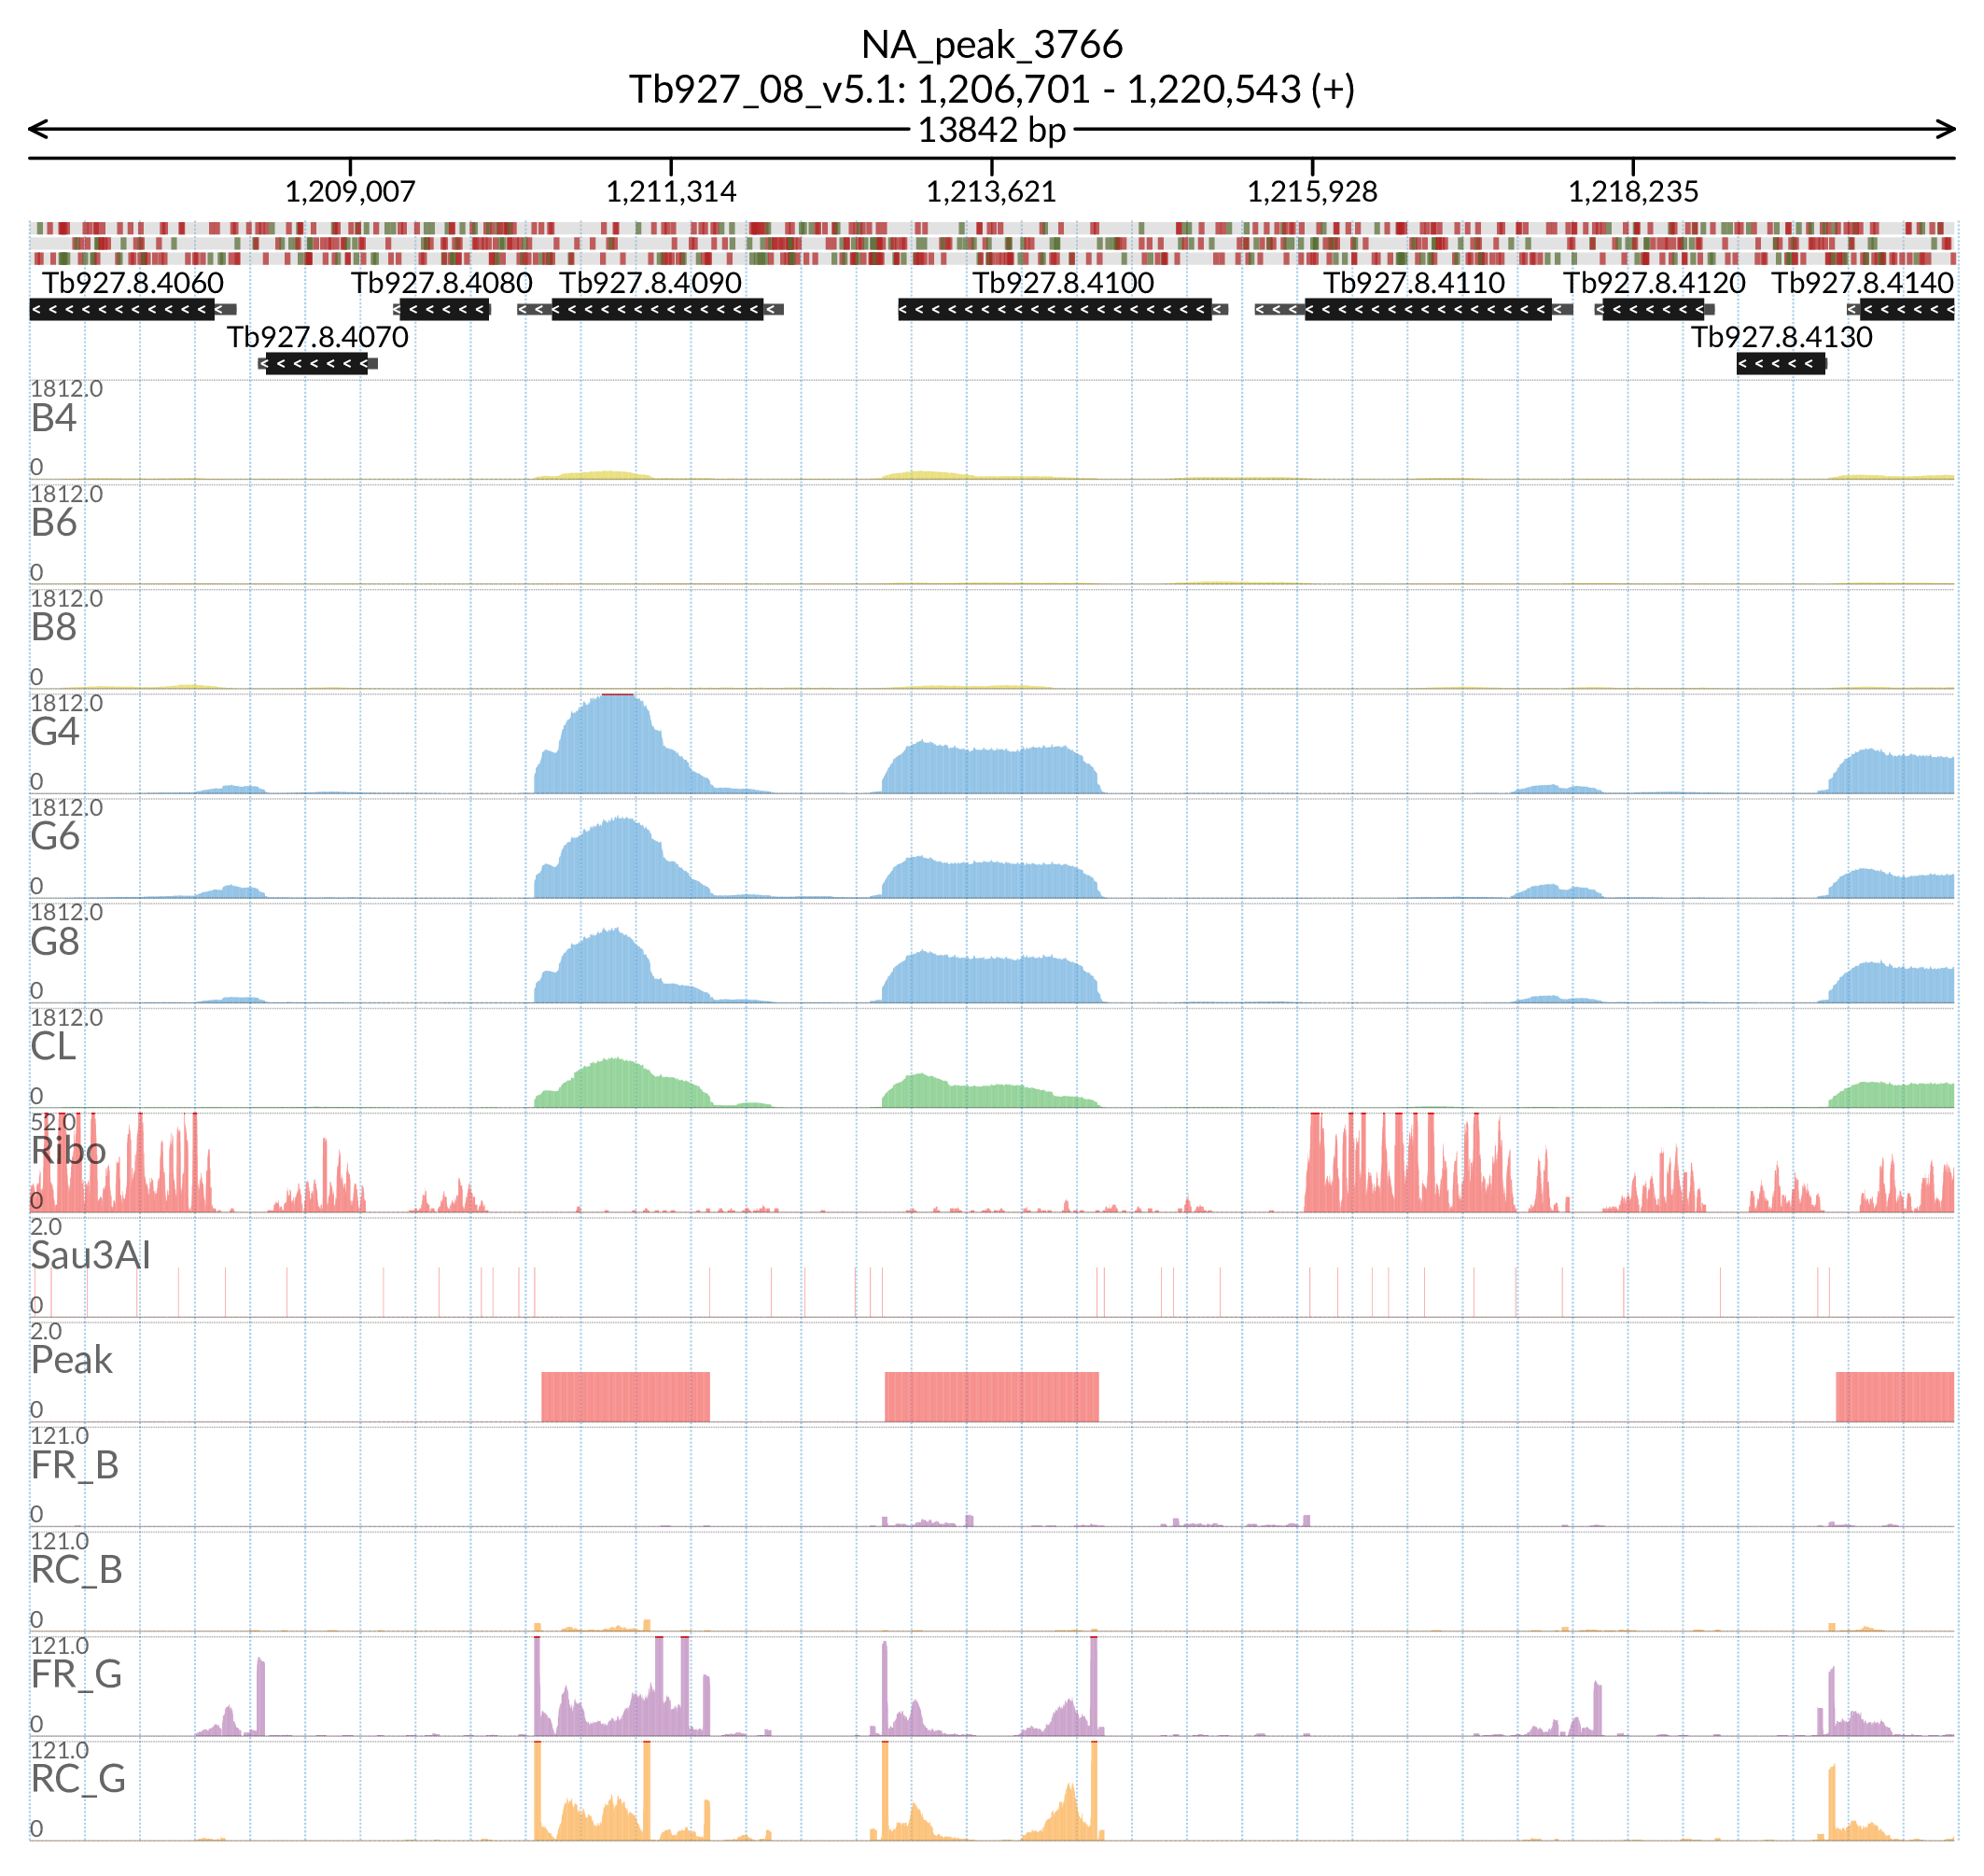 NA_peak_3766
Tb927_08_v5.1: 1,206,701 - 1,220,543 (+)
13842 bp
1,209,007 1,211,314 1,213,621 1,215,928 1,218,235
Tb927.8.4060 Tb927.8.4080 Tb927.8.4090 Tb927.8.4100 Tb927.8.4110 Tb927.8.4120 Tb927.8.4140
Tb927.8.4070 Tb927.8.4130
1812.0
B4
0
1812.0
B6
0
1812.0
B8
0
1812.0
G4
0
1812.0
G6
0
1812.0
G8
0
1812.0
CL
0
52.0
Ribo
0
2.0
Sau3AI
0
2.0
Peak
0
121.0
FR_B
0
121.0
RC_B
0
121.0
FR_G
0
121.0
RC_G
0